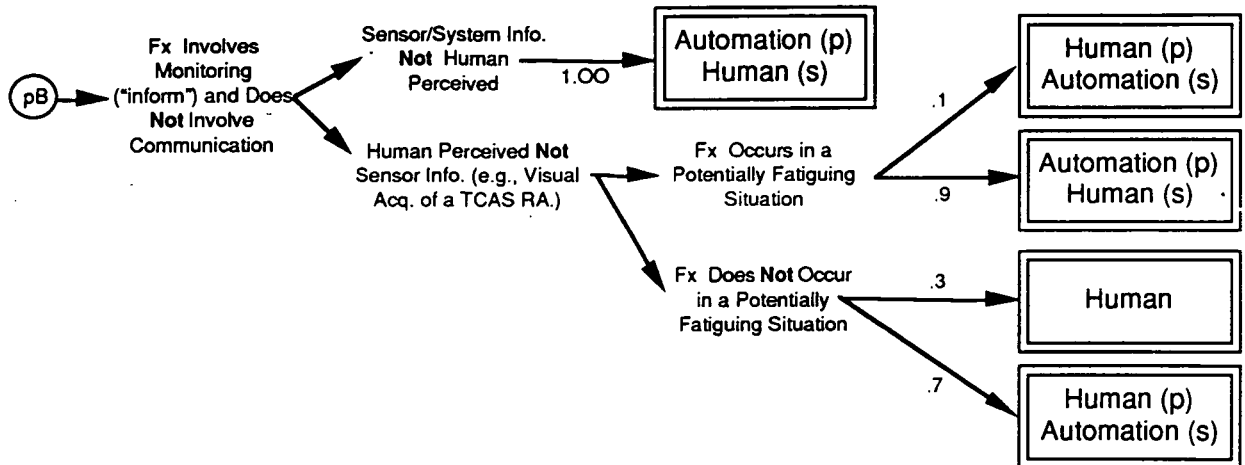 pB
Fx Involves
Monitoring
("inform") and Does
Not Involve
Communication
Sensor/System Info.
Not Human
Perceived
1.00
Automation (p)
Human (s)
Human Perceived Not
Sensor Info. (e.g., Visual
Acq. of a TCAS RA.)
Fx Occurs in a
Potentially Fatiguing
Situation
.1
Human (p)
Automation (s)
.9
Automation (p)
Human (s)
Fx Does Not Occur
in a Potentially
Fatiguing Situation
.3
Human
.7
Human (p)
Automation (s)